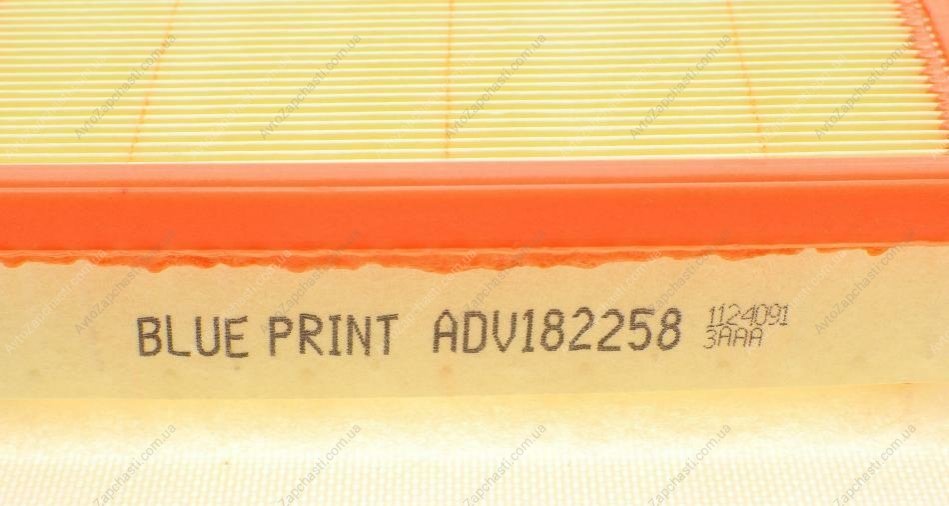 BLUE PRINT ADV182258
1124091
3AAA
AvtoZapchasti.com.ua